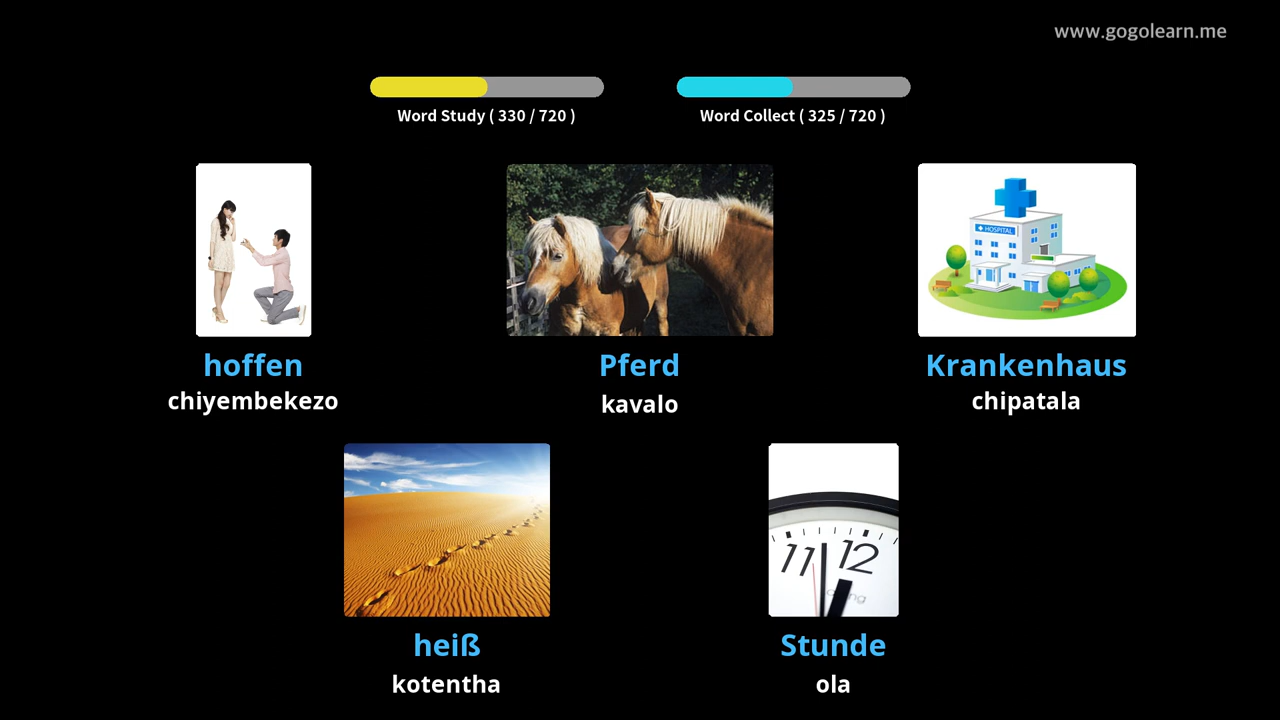 www.gogolearn.me
Word Study ( 330 / 720 )
Word Collect ( 325 / 720 )
HOSPITAL
hoffen
chiyembekezo
Pferd
kavalo
Krankenhaus
chipatala
11 12
heiß
kotentha
Stunde
ola